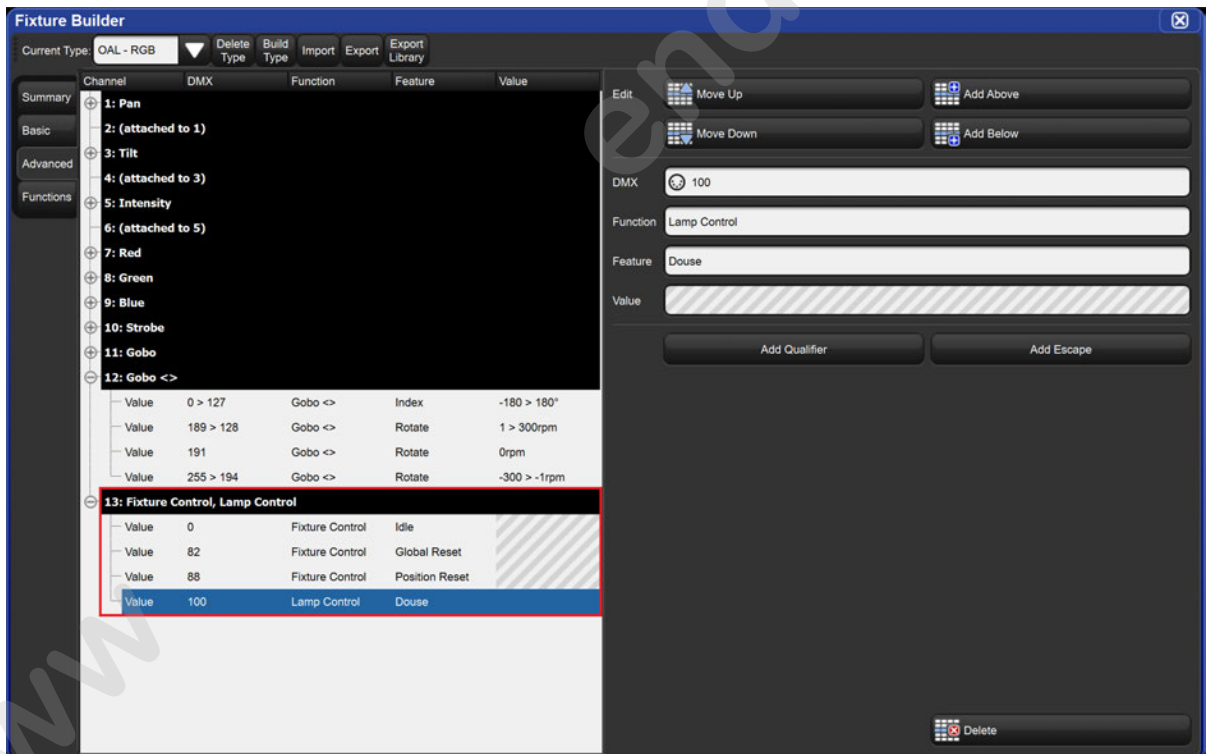 Fixture Builder
Current Type: OAL - RGB Delete Type Build Type Import Export Export Library
Summary
Basic
Advanced
Functions
Channel DMX Function Feature Value
1: Pan
2: (attached to 1)
3: Tilt
4: (attached to 3)
5: Intensity
6: (attached to 5)
7: Red
8: Green
9: Blue
10: Strobe
11: Gobo
12: Gobo <>
Value 0 > 127 Gobo <> Index -180 > 180°
Value 189 > 128 Gobo <> Rotate 1 > 300rpm
Value 191 Gobo <> Rotate 0rpm
Value 255 > 194 Gobo <> Rotate -300 > -1rpm
13: Fixture Control, Lamp Control
Value 0 Fixture Control Idle
Value 82 Fixture Control Global Reset
Value 88 Fixture Control Position Reset
Value 100 Lamp Control Douse
Edit Move Up Add Above
Move Down Add Below
DMX 100
Function Lamp Control
Feature Douse
Value
Add Qualifier Add Escape
Delete